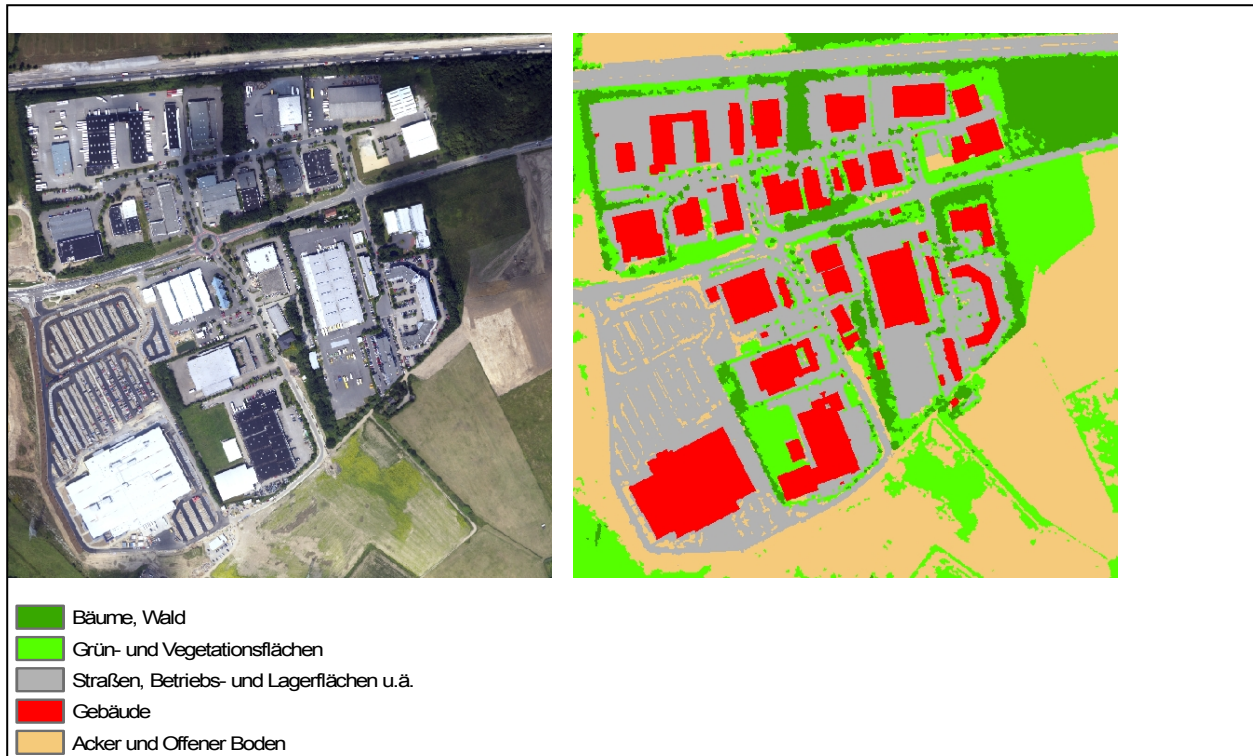 Bäume, Wald
Grün- und Vegetationsflächen
Straßen, Betriebs- und Lagerflächen u.ä.
Gebäude
Acker und Offener Boden